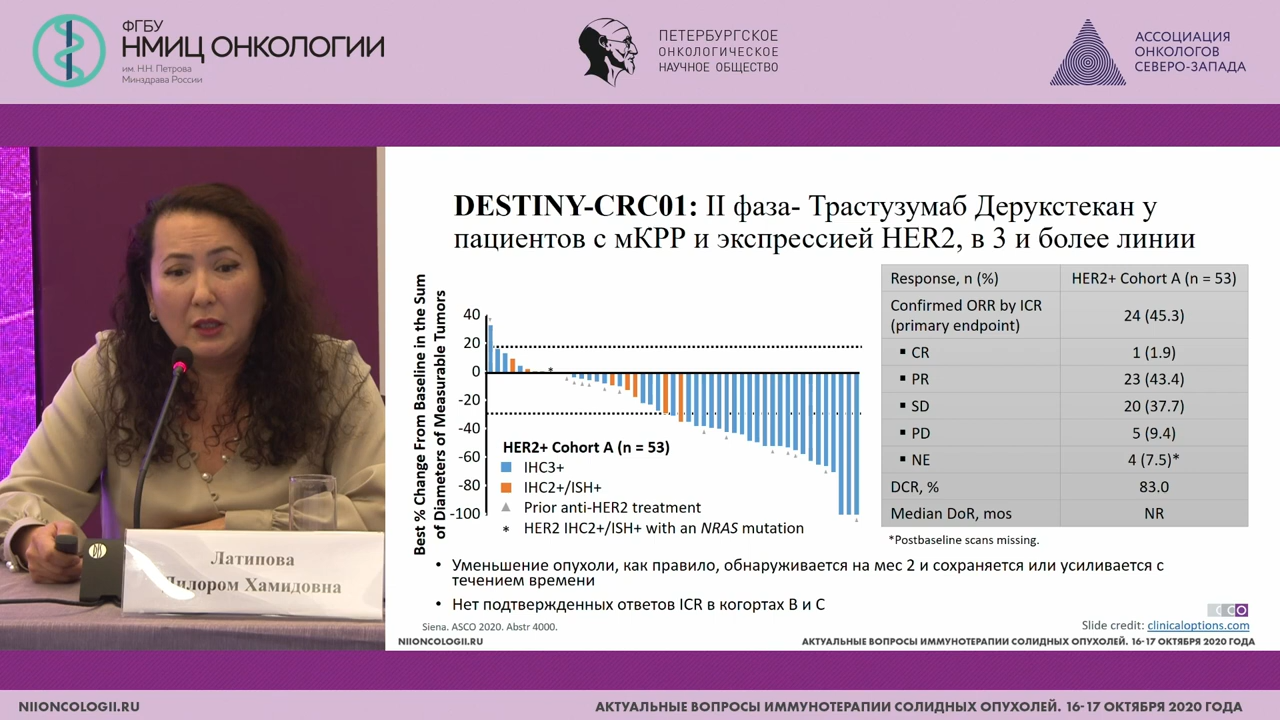 ФГБУ
НМИЦ ОНКОЛОГИИ
им. Н.Н. Петрова
Минздрава России
ПЕТЕРБУРГСКОЕ
ОНКОЛОГИЧЕСКОЕ
НАУЧНОЕ ОБЩЕСТВО
АССОЦИАЦИЯ
ОНКОЛОГОВ
СЕВЕРО-ЗАПАДА
DESTINY-CRC01: II фаза- Трастузумаб Дерукстекан у
пациентов с мКРР и экспрессией HER2, в 3 и более линии
Best % Change From Baseline in the Sum
of Diameters of Measurable Tumors
40
20
0
-20
-40
-60
-80
-100
*
HER2+ Cohort A (n = 53)
IHC3+
IHC2+/ISH+
Prior anti-HER2 treatment
* HER2 IHC2+/ISH+ with an NRAS mutation
Response, n (%) HER2+ Cohort A (n = 53)
Confirmed ORR by ICR
(primary endpoint) 24 (45.3)
▪ CR 1 (1.9)
▪ PR 23 (43.4)
▪ SD 20 (37.7)
▪ PD 5 (9.4)
▪ NE 4 (7.5)*
DCR, % 83.0
Median DoR, mos NR
*Postbaseline scans missing.
• Уменьшение опухоли, как правило, обнаруживается на мес 2 и сохраняется или усиливается с
течением времени
• Нет подтвержденных ответов ICR в когортах B и C
Siena. ASCO 2020. Abstr 4000.
CCO
Slide credit: clinicaloptions.com
NIIONCOLOGII.RU
АКТУАЛЬНЫЕ ВОПРОСЫ ИММУНОТЕРАПИИ СОЛИДНЫХ ОПУХОЛЕЙ. 16-17 ОКТЯБРЯ 2020 ГОДА
Латипова
Дилором Хамидовна
NIIONCOLOGII.RU
АКТУАЛЬНЫЕ ВОПРОСЫ ИММУНОТЕРАПИИ СОЛИДНЫХ ОПУХОЛЕЙ. 16-17 ОКТЯБРЯ 2020 ГОДА